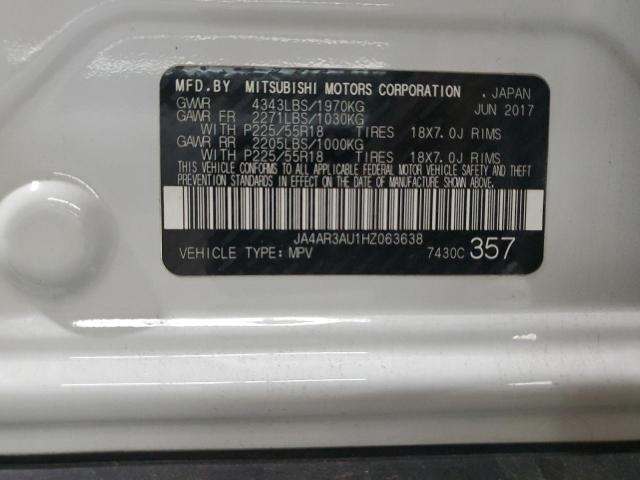 MFD.BY MITSUBISHI MOTORS CORPORATION . JAPAN
GVWR 4343LBS/1970KG JUN 2017
GAWR FR 2271LBS/1030KG
WITH P225/55R18 TIRES 18X7.0J RIMS
GAWR RR 2205LBS/1000KG
WITH P225/55R18 TIRES 18X7.0J RIMS
THIS VEHICLE CONFORMS TO ALL APPLICABLE FEDERAL MOTOR VEHICLE SAFETY AND THEFT
PREVENTION STANDARDS IN EFFECT ON THE DATE OF MANUFACTURE SHOWN ABOVE.
JA4AR3AU1HZ063638
VEHICLE TYPE:MPV 7430C 357